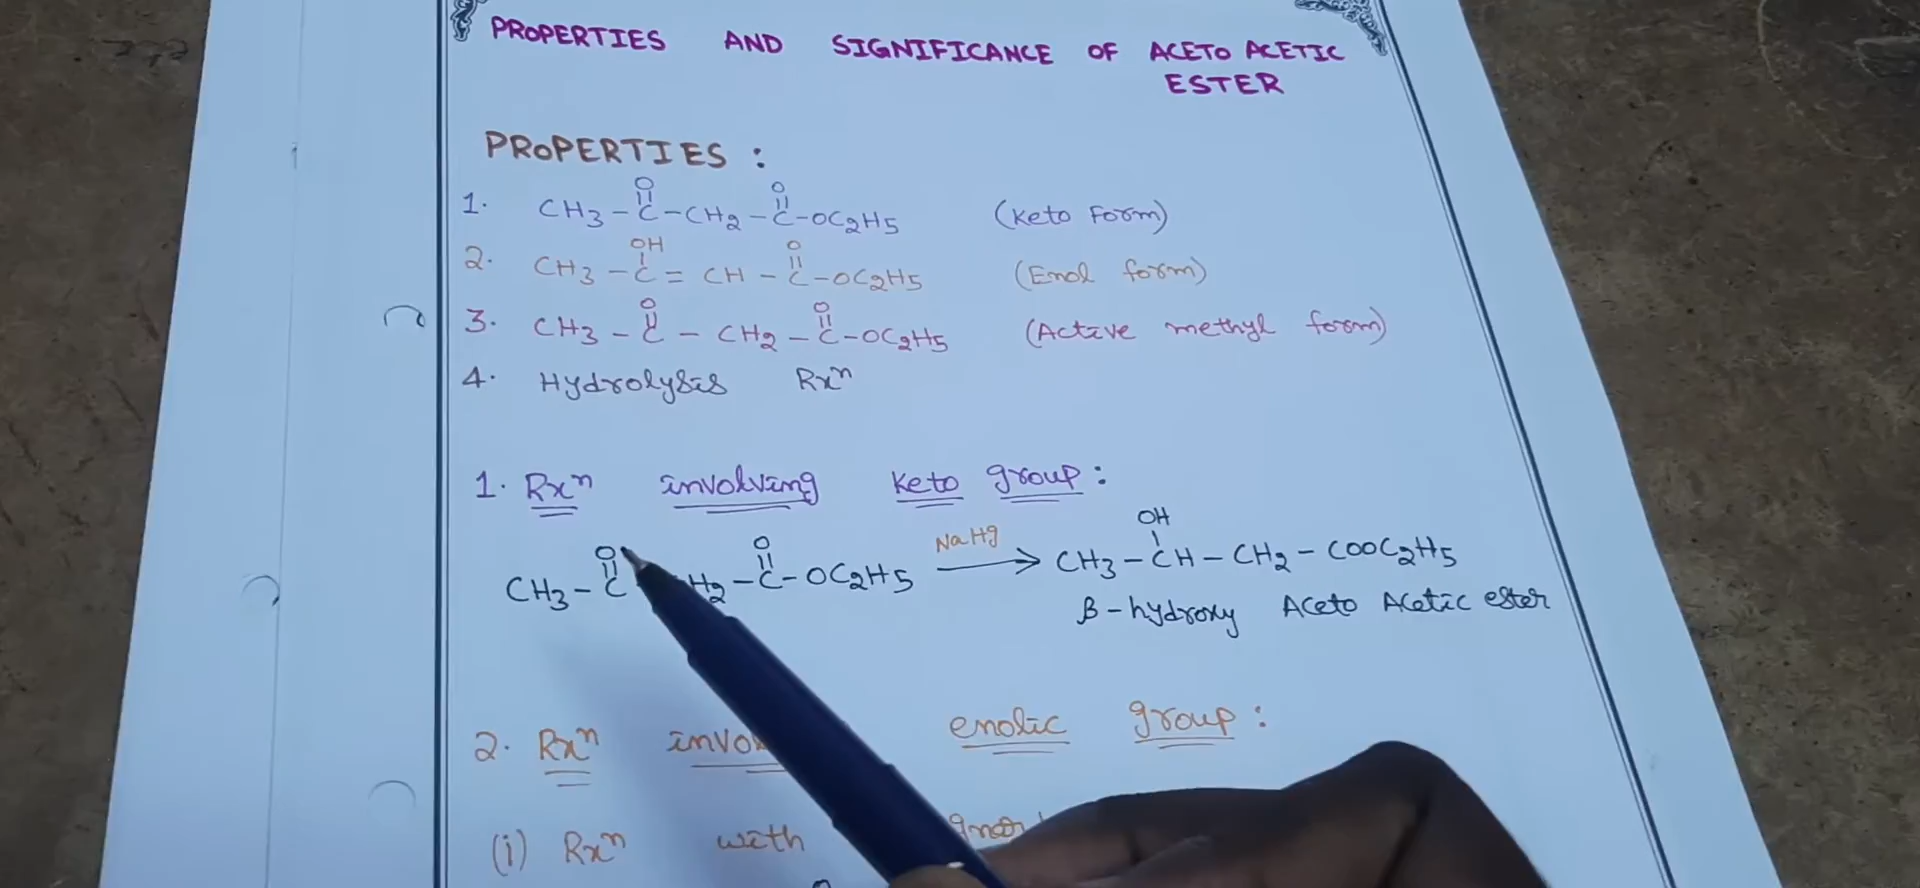 PROPERTIES AND SIGNIFICANCE OF ACETO ACETIC
ESTER
PROPERTIES :
O O
1. CH3 - C - CH2 - C - OC2H5 (Keto Form)
OH O
2. CH3 - C = CH - C - OC2H5 (Enol form)
O O
3. CH3 - C - CH2 - C - OC2H5 (Active methyl form)
4. Hydrolysis Rxn
1. Rxn involving keto group :
O O NaHg OH
CH3 - C H2 - C - OC2H5 → CH3 - CH - CH2 - COOC2H5
β - hydroxy Aceto Acetic ester
2. Rxn enolic group :
(i) Rxn with